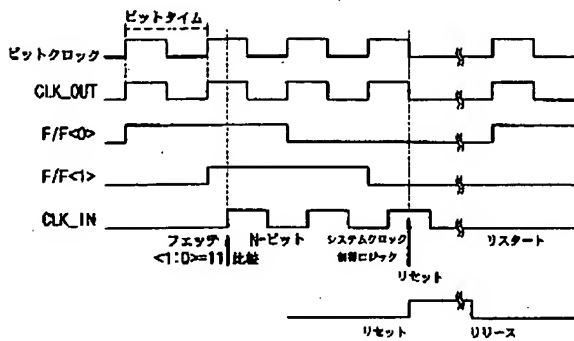 ビットタイム
ビットクロック
CLK_OUT
F/F<0>
F/F<1>
CLK_IN
フェッチ
<1:0>=11
比較
N-ビット
システムクロック
制御ロジック
リセット
リスタート
リセット
リリース